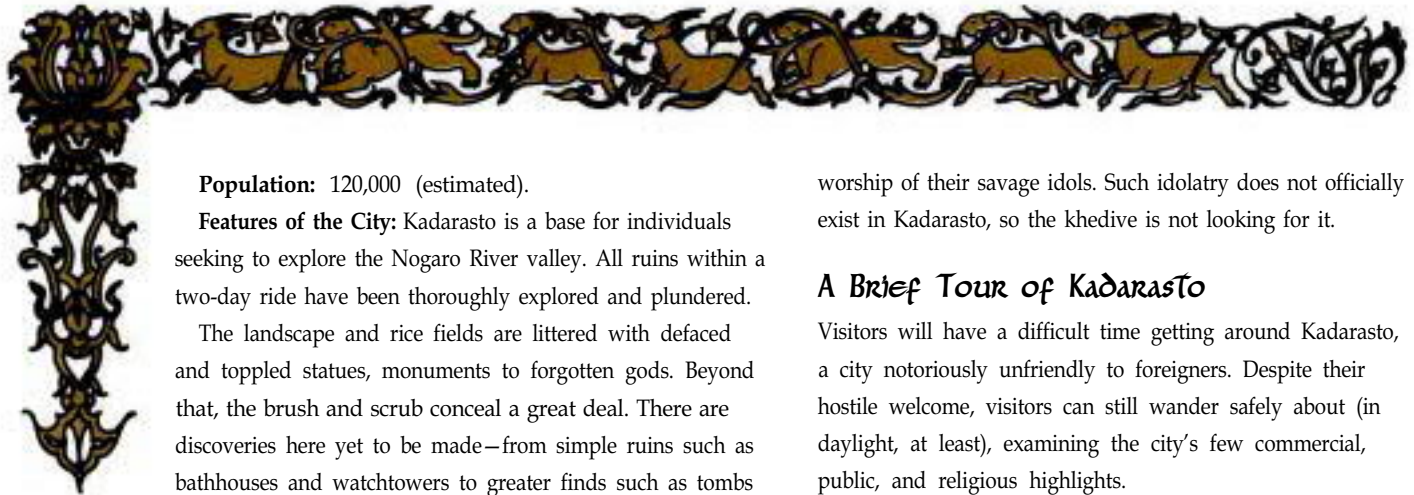 Population: 120,000 (estimated).
Features of the City: Kadarasto is a base for individuals
seeking to explore the Nogaro River valley. All ruins within a
two-day ride have been thoroughly explored and plundered.
The landscape and rice fields are littered with defaced
and toppled statues, monuments to forgotten gods. Beyond
that, the brush and scrub conceal a great deal. There are
discoveries here yet to be made—from simple ruins such as
bathhouses and watchtowers to greater finds such as tombs
worship of their savage idols. Such idolatry does not officially
exist in Kadarasto, so the khedive is not looking for it.
A Brief Tour of Kadarasto
Visitors will have a difficult time getting around Kadarasto,
a city notoriously unfriendly to foreigners. Despite their
hostile welcome, visitors can still wander safely about (in
daylight, at least), examining the city's few commercial,
public, and religious highlights.